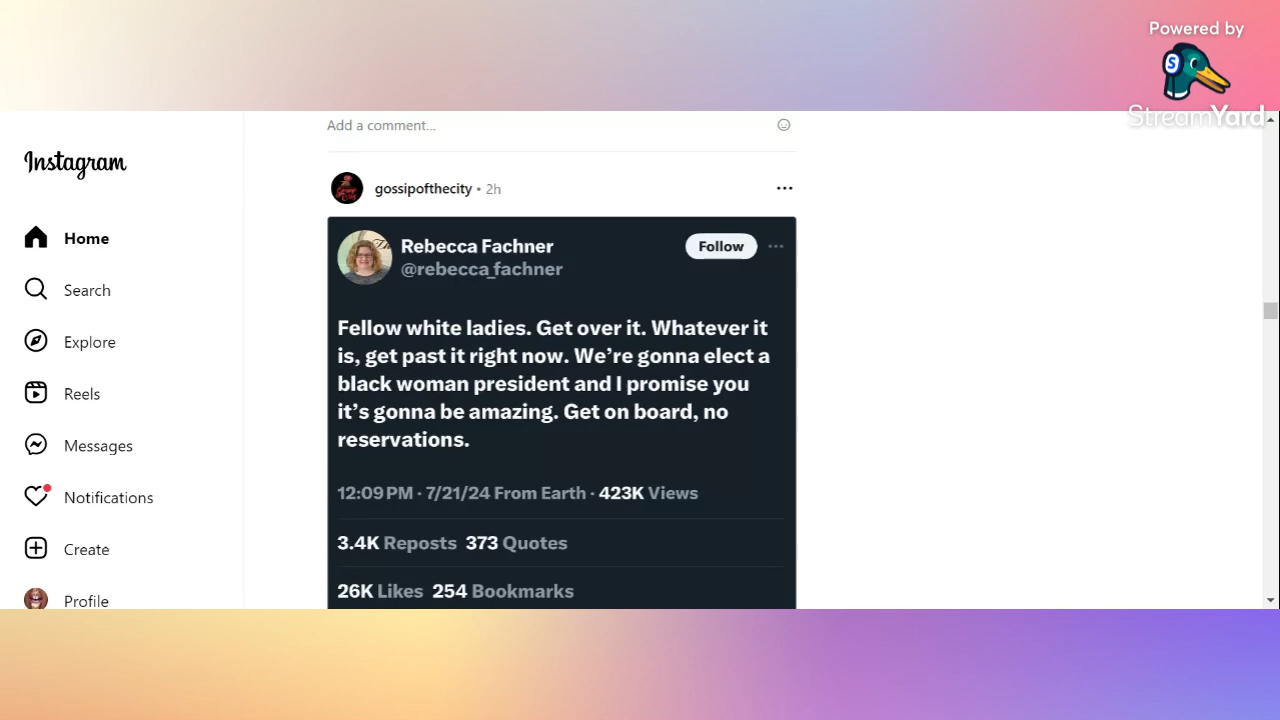 Powered by
StreamYard
Instagram
Home
Search
Explore
Reels
Messages
Notifications
Create
Profile
Add a comment...
gossipofthecity • 2h
Rebecca Fachner
@rebecca_fachner
Follow
Fellow white ladies. Get over it. Whatever it
is, get past it right now. We’re gonna elect a
black woman president and I promise you
it’s gonna be amazing. Get on board, no
reservations.
12:09 PM · 7/21/24 From Earth · 423K Views
3.4K Reposts 373 Quotes
26K Likes 254 Bookmarks